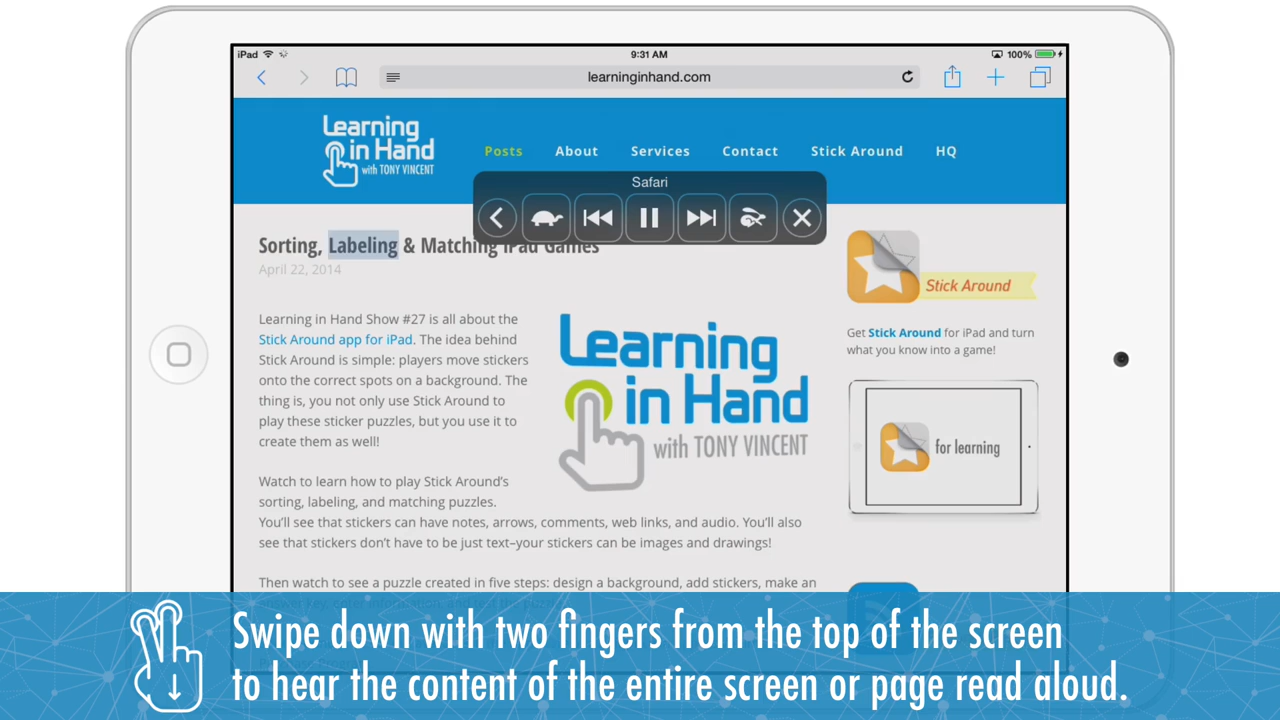 iPad
9:31 AM
100%
learninginhand.com
Learning
in Hand
with TONY VINCENT
Posts
About
Services
Contact
Stick Around
HQ
Safari
Sorting, Labeling & Matching iPad Games
April 22, 2014
Learning in Hand Show #27 is all about the
Stick Around app for iPad. The idea behind
Stick Around is simple: players move stickers
onto the correct spots on a background. The
thing is, you not only use Stick Around to
play these sticker puzzles, but you use it to
create them as well!
Learning
in Hand
with TONY VINCENT
Watch to learn how to play Stick Around's
sorting, labeling, and matching puzzles.
You'll see that stickers can have notes, arrows, comments, web links, and audio. You'll also
see that stickers don't have to be just text–your stickers can be images and drawings!
Then watch to see a puzzle created in five steps: design a background, add stickers, make an
Stick Around
Get Stick Around for iPad and turn
what you know into a game!
for learning
Swipe down with two fingers from the top of the screen
to hear the content of the entire screen or page read aloud.